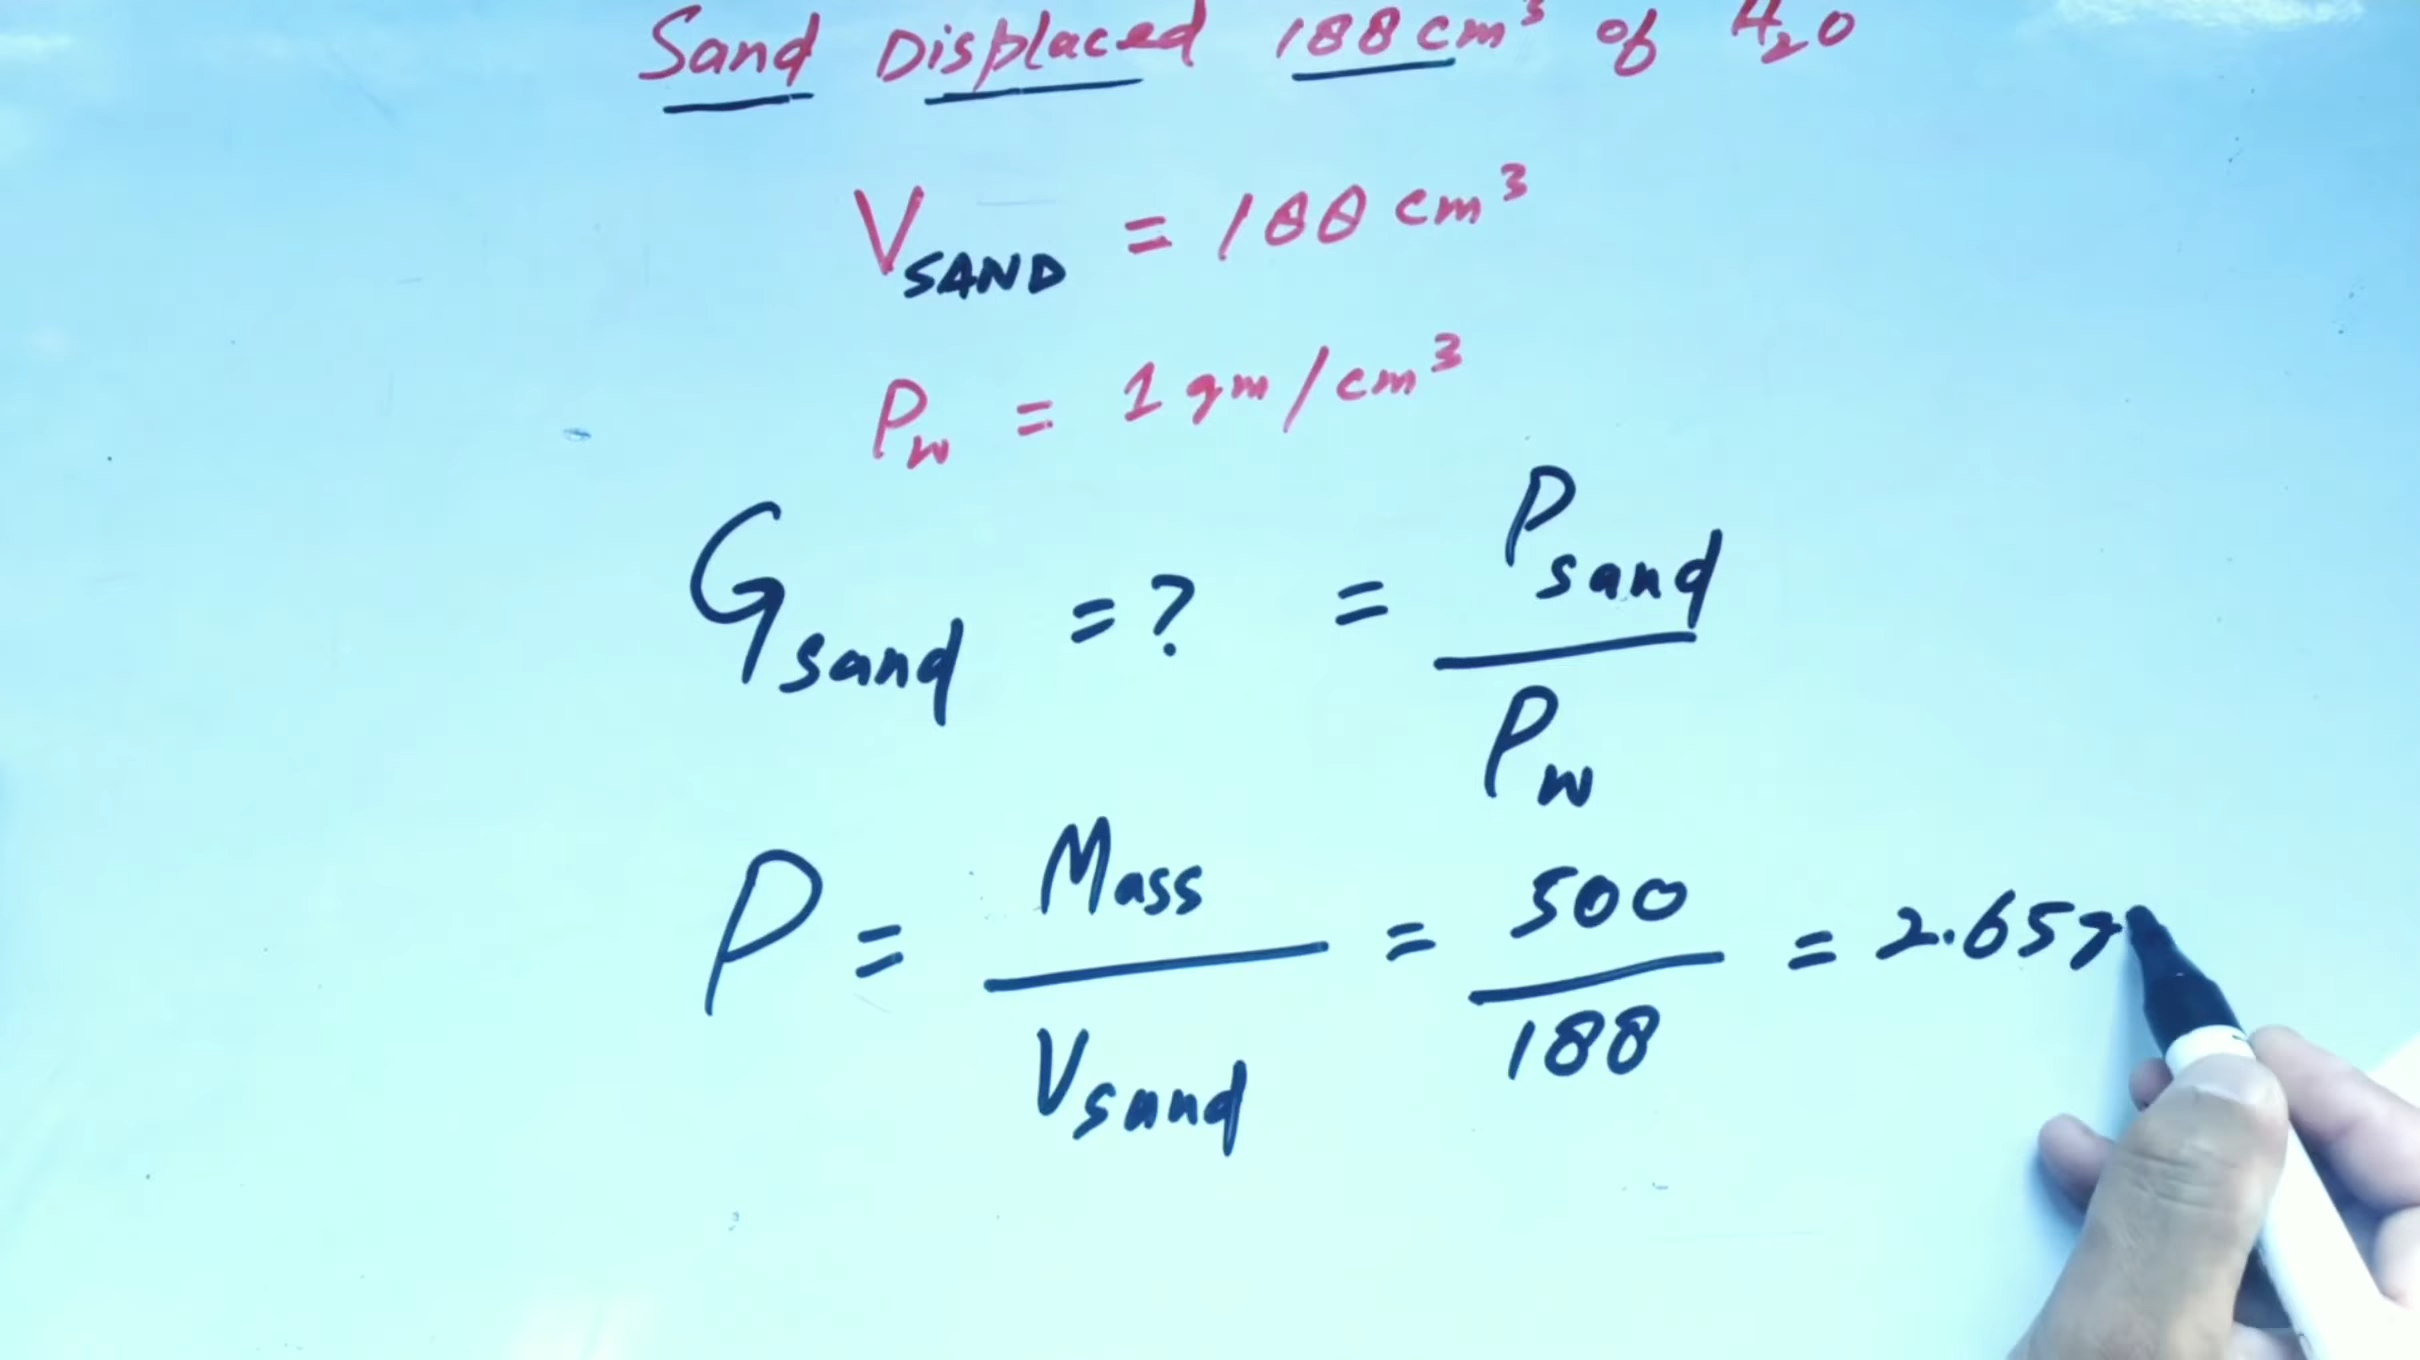 Sand Displaced 188 cm³ of H₂O
V_SAND = 188 cm³
ρ_w = 1 gm/cm³
G_sand = ? = ρ_sand / ρ_w
ρ = Mass / V_sand = 500 / 188 = 2.65 g